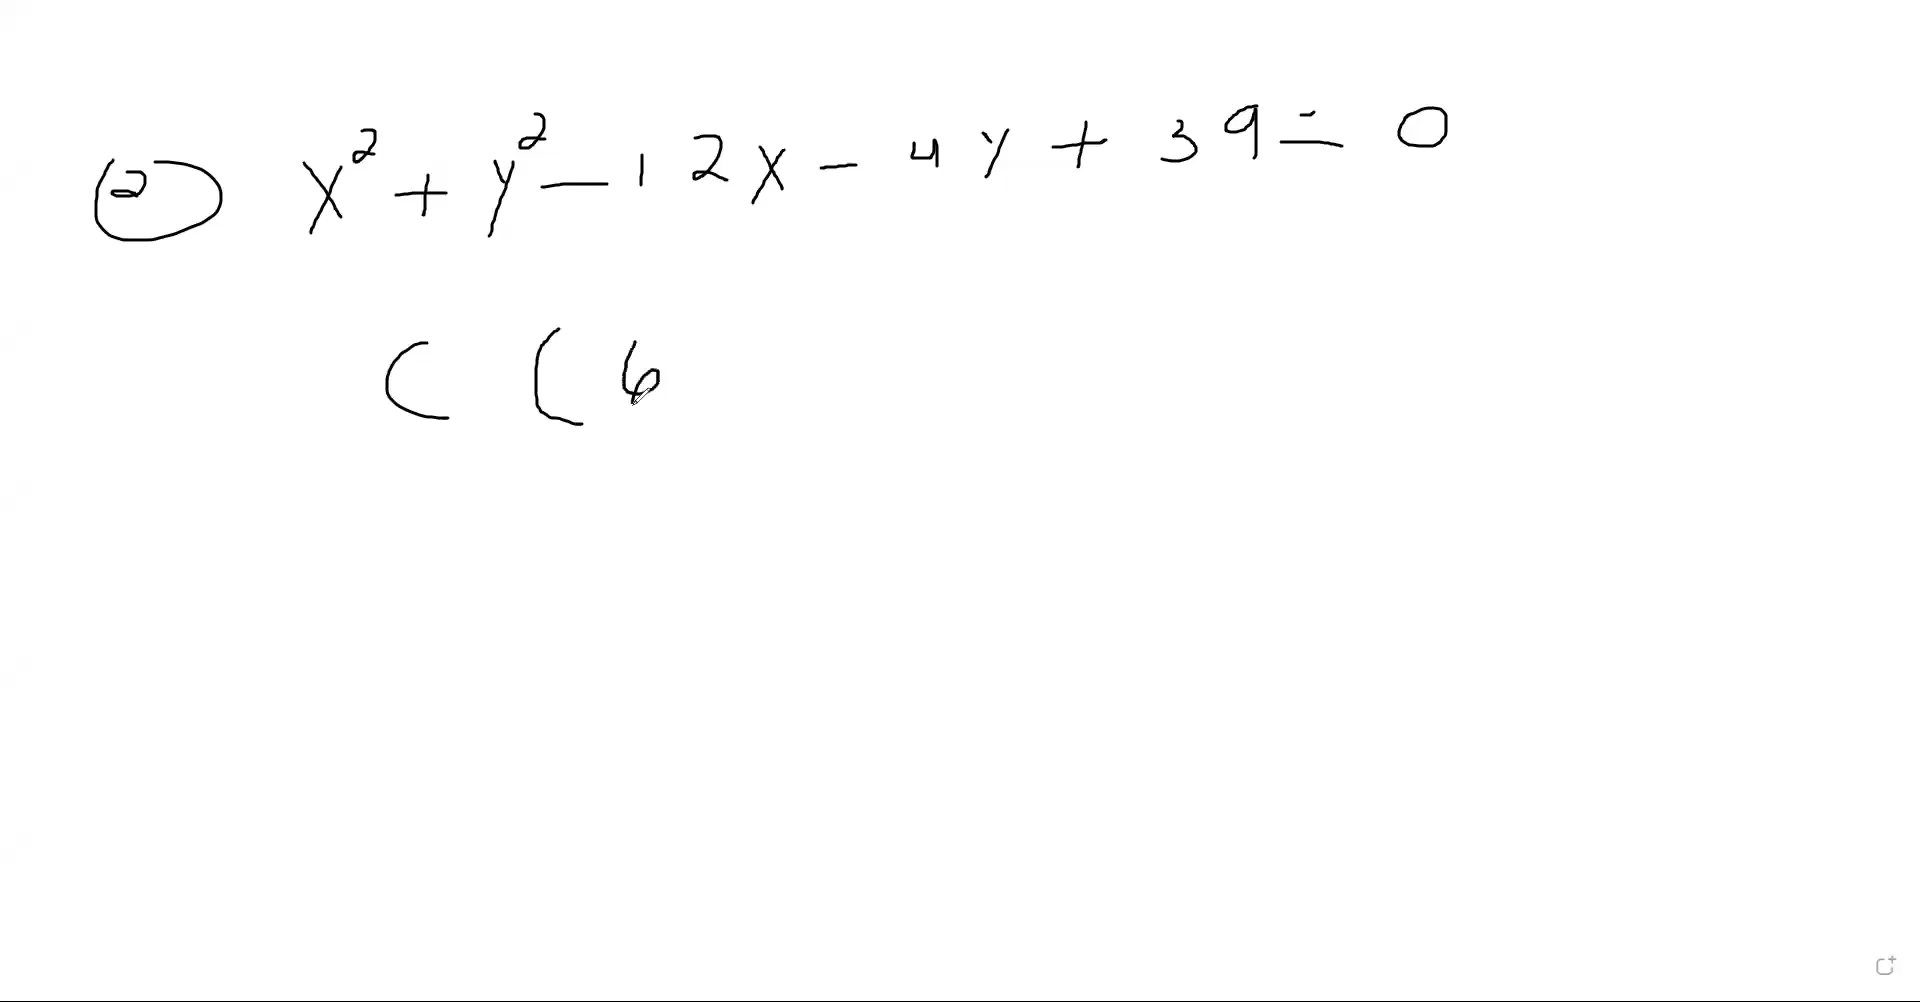 ② x² + y² - 12x - 4y + 39 = 0
C ( 6